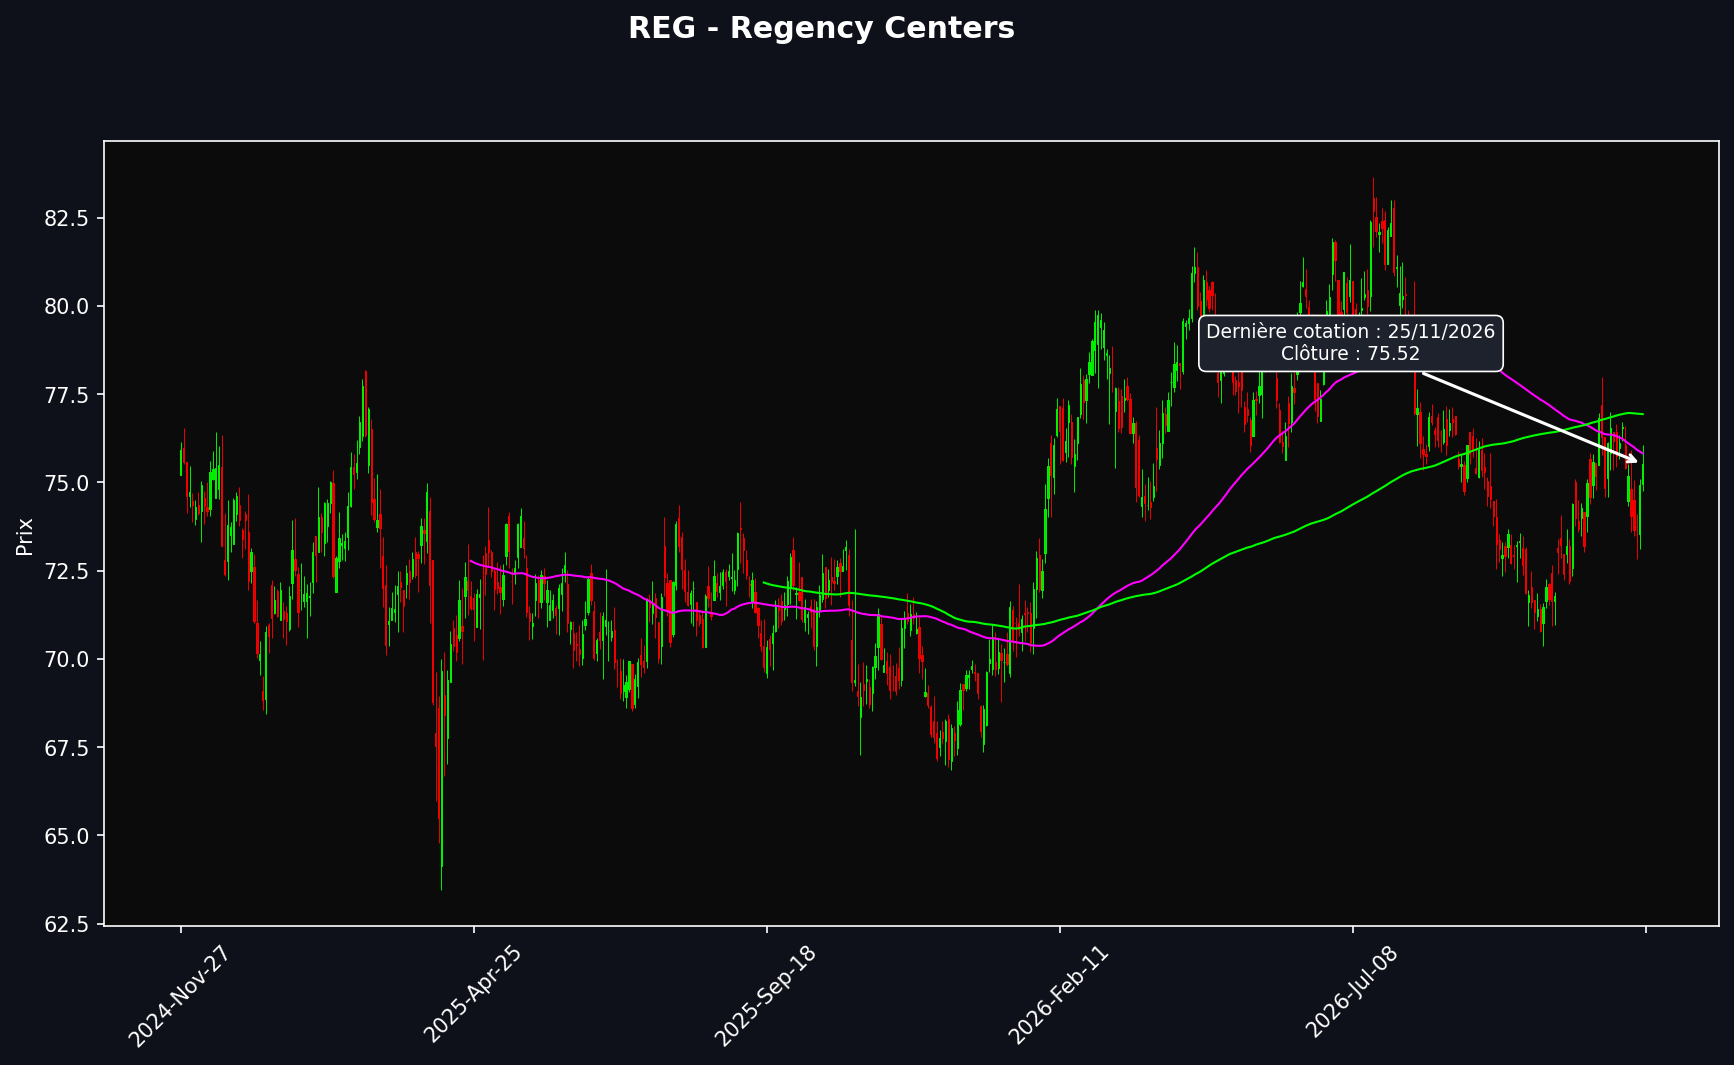 REG - Regency Centers
82.5
80.0
77.5
75.0
72.5
70.0
67.5
65.0
62.5
Prix
Dernière cotation : 25/11/2026
Clôture : 75.52
2024-Nov-27
2025-Apr-25
2025-Sep-18
2026-Feb-11
2026-Jul-08